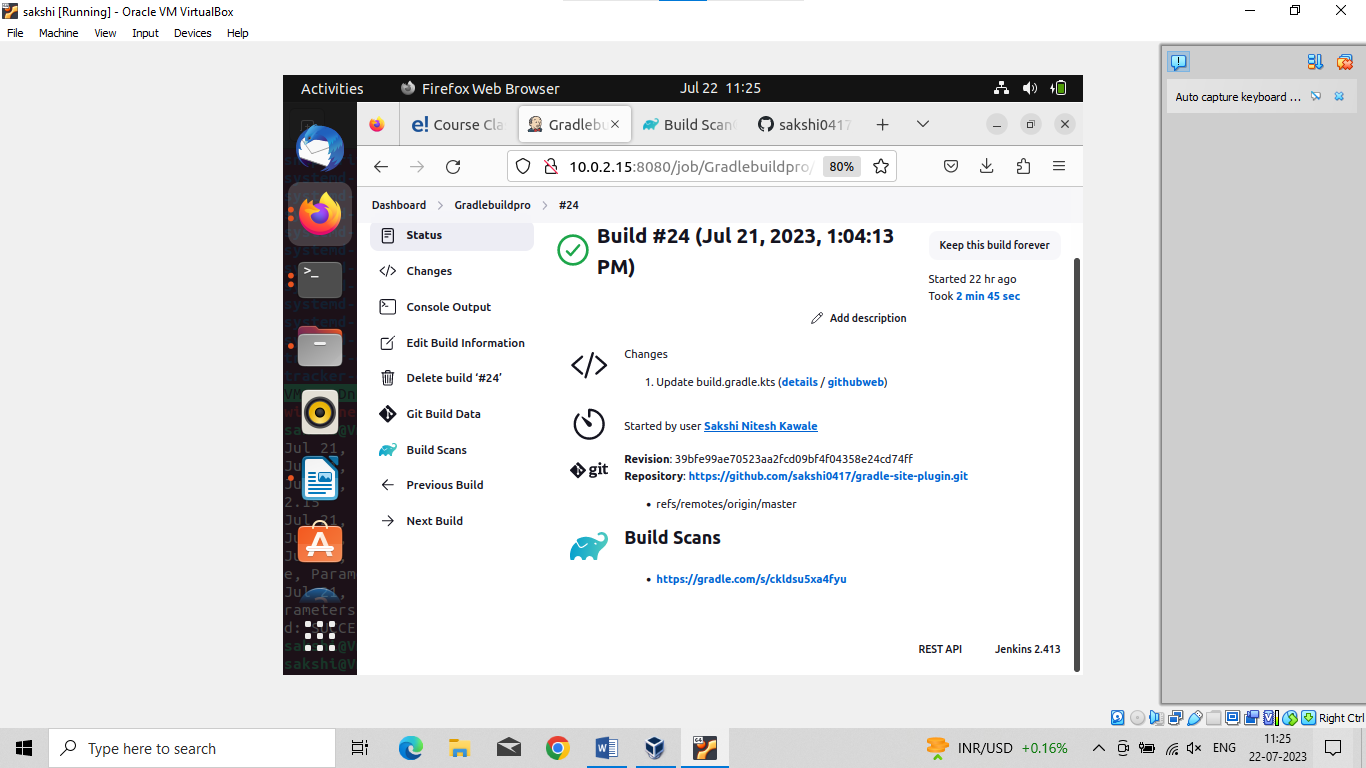 sakshi [Running] - Oracle VM VirtualBox
File Machine View Input Devices Help
Auto capture keyboard ...
Activities Firefox Web Browser Jul 22 11:25
Course Cla Gradlebu Build Scan sakshi0417
10.0.2.15:8080/job/Gradlebuildpro/ 80%
Dashboard Gradlebuildpro #24
Status
Changes
Console Output
Edit Build Information
Delete build ‘#24’
Git Build Data
Build Scans
Previous Build
Next Build
Build #24 (Jul 21, 2023, 1:04:13
PM)
Keep this build forever
Started 22 hr ago
Took 2 min 45 sec
Add description
Changes
1. Update build.gradle.kts (details / githubweb)
Started by user Sakshi Nitesh Kawale
git
Revision: 39bfe99ae70523aa2fcd09bf4f04358e24cd74ff
Repository: https://github.com/sakshi0417/gradle-site-plugin.git
• refs/remotes/origin/master
Build Scans
• https://gradle.com/s/ckldsu5xa4fyu
REST API Jenkins 2.413
Right Ctrl
Type here to search
INR/USD +0.16%
ENG
11:25
22-07-2023